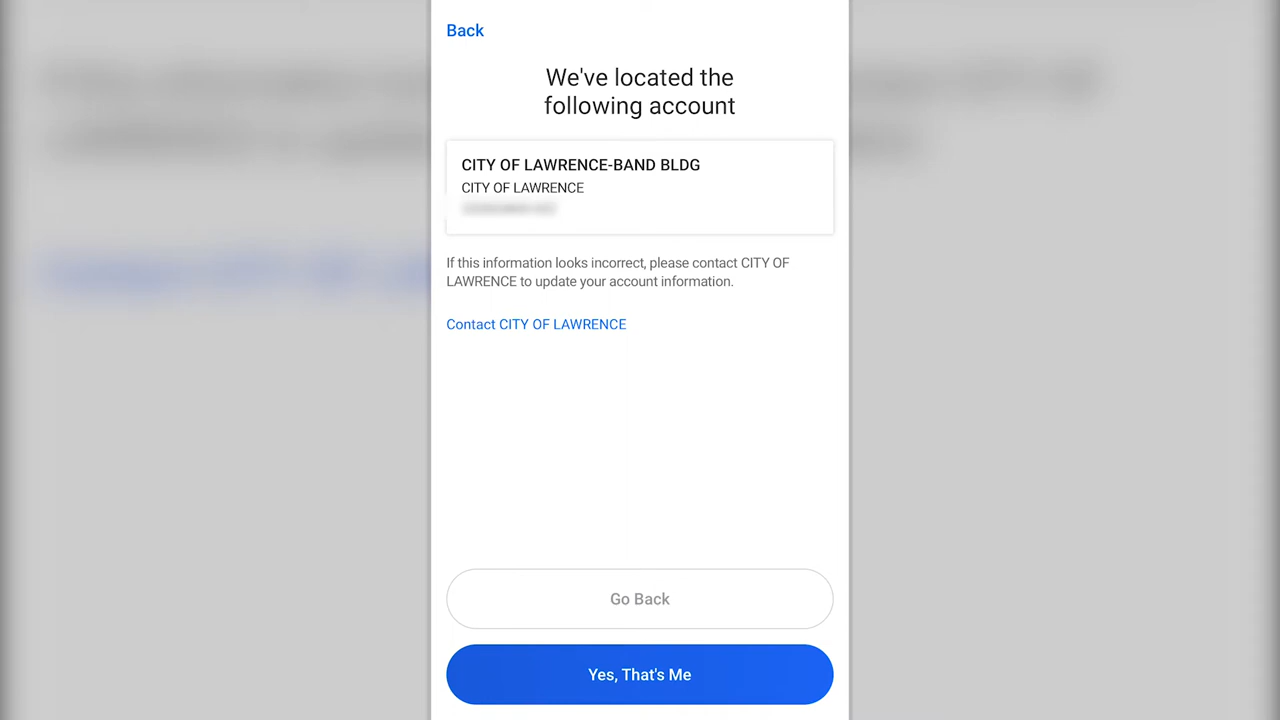 Back
We've located the
following account
CITY OF LAWRENCE-BAND BLDG
CITY OF LAWRENCE
If this information looks incorrect, please contact CITY OF
LAWRENCE to update your account information.
Contact CITY OF LAWRENCE
Go Back
Yes, That's Me